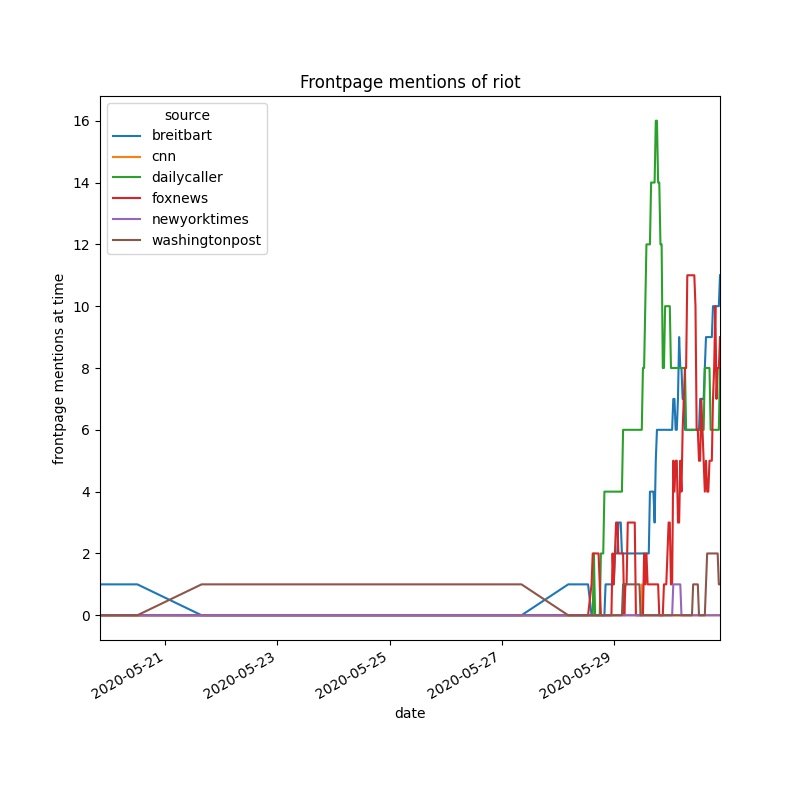 Frontpage mentions of riot
source
breitbart
cnn
dailycaller
foxnews
newyorktimes
washingtonpost
frontpage mentions at time
16
14
12
10
8
6
4
2
0
2020-05-21
2020-05-23
2020-05-25
2020-05-27
2020-05-29
date